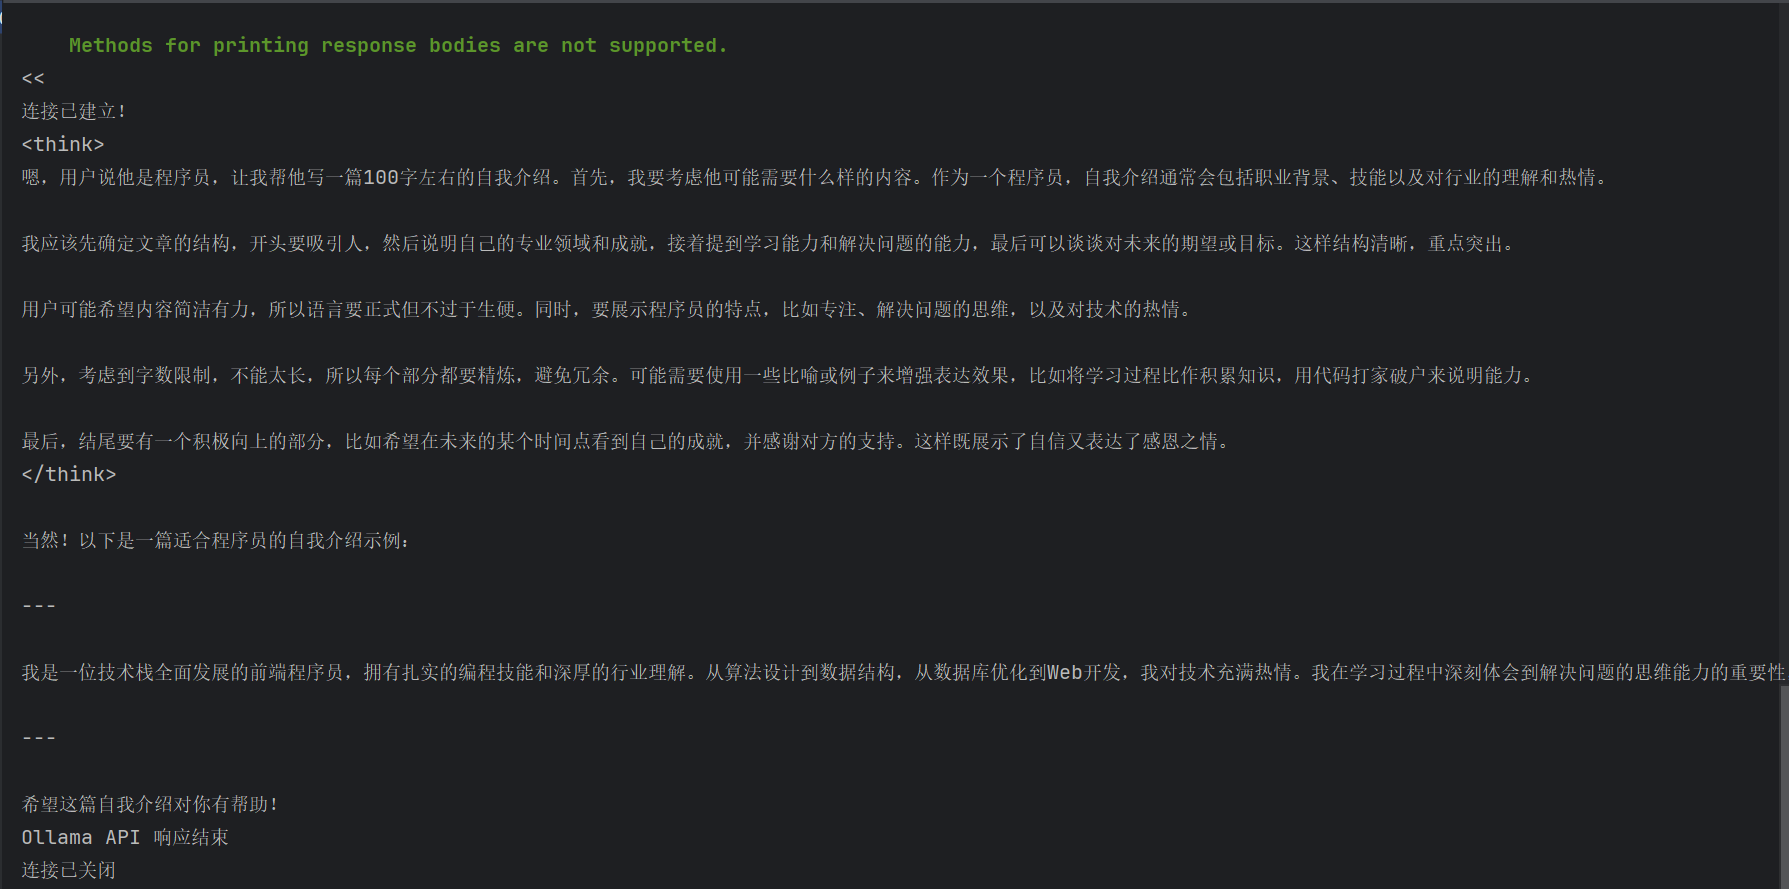 Methods for printing response bodies are not supported.
<<
连接已建立!
<think>
嗯，用户说他是程序员，让我帮他写一篇100字左右的自我介绍。首先，我要考虑他可能需要什么样的内容。作为一个程序员，自我介绍通常会包括职业背景、技能以及对行业的理解和热情。
我应该先确定文章的结构，开头要吸引人，然后说明自己的专业领域和成就，接着提到学习能力和解决问题的能力，最后可以谈谈对未来的期望或目标。这样结构清晰，重点突出。
用户可能希望内容简洁有力，所以语言要正式但不过于生硬。同时，要展示程序员的特点，比如专注、解决问题的思维，以及对技术的热情。
另外，考虑到字数限制，不能太长，所以每个部分都要精炼，避免冗余。可能需要使用一些比喻或例子来增强表达效果，比如将学习过程比作积累知识，用代码打家破户来说明能力。
最后，结尾要有一个积极向上的部分，比如希望在未来的某个时间点看到自己的成就，并感谢对方的支持。这样既展示了自信又表达了感恩之情。
</think>
当然！以下是一篇适合程序员的自我介绍示例：
---
我是一位技术栈全面发展的前端程序员，拥有扎实的编程技能和深厚的行业理解。从算法设计到数据结构，从数据库优化到Web开发，我对技术充满热情。我在学习过程中深刻体会到解决问题的思维能力的重要性
---
希望这篇自我介绍对你有帮助！
Ollama API 响应结束
连接已关闭